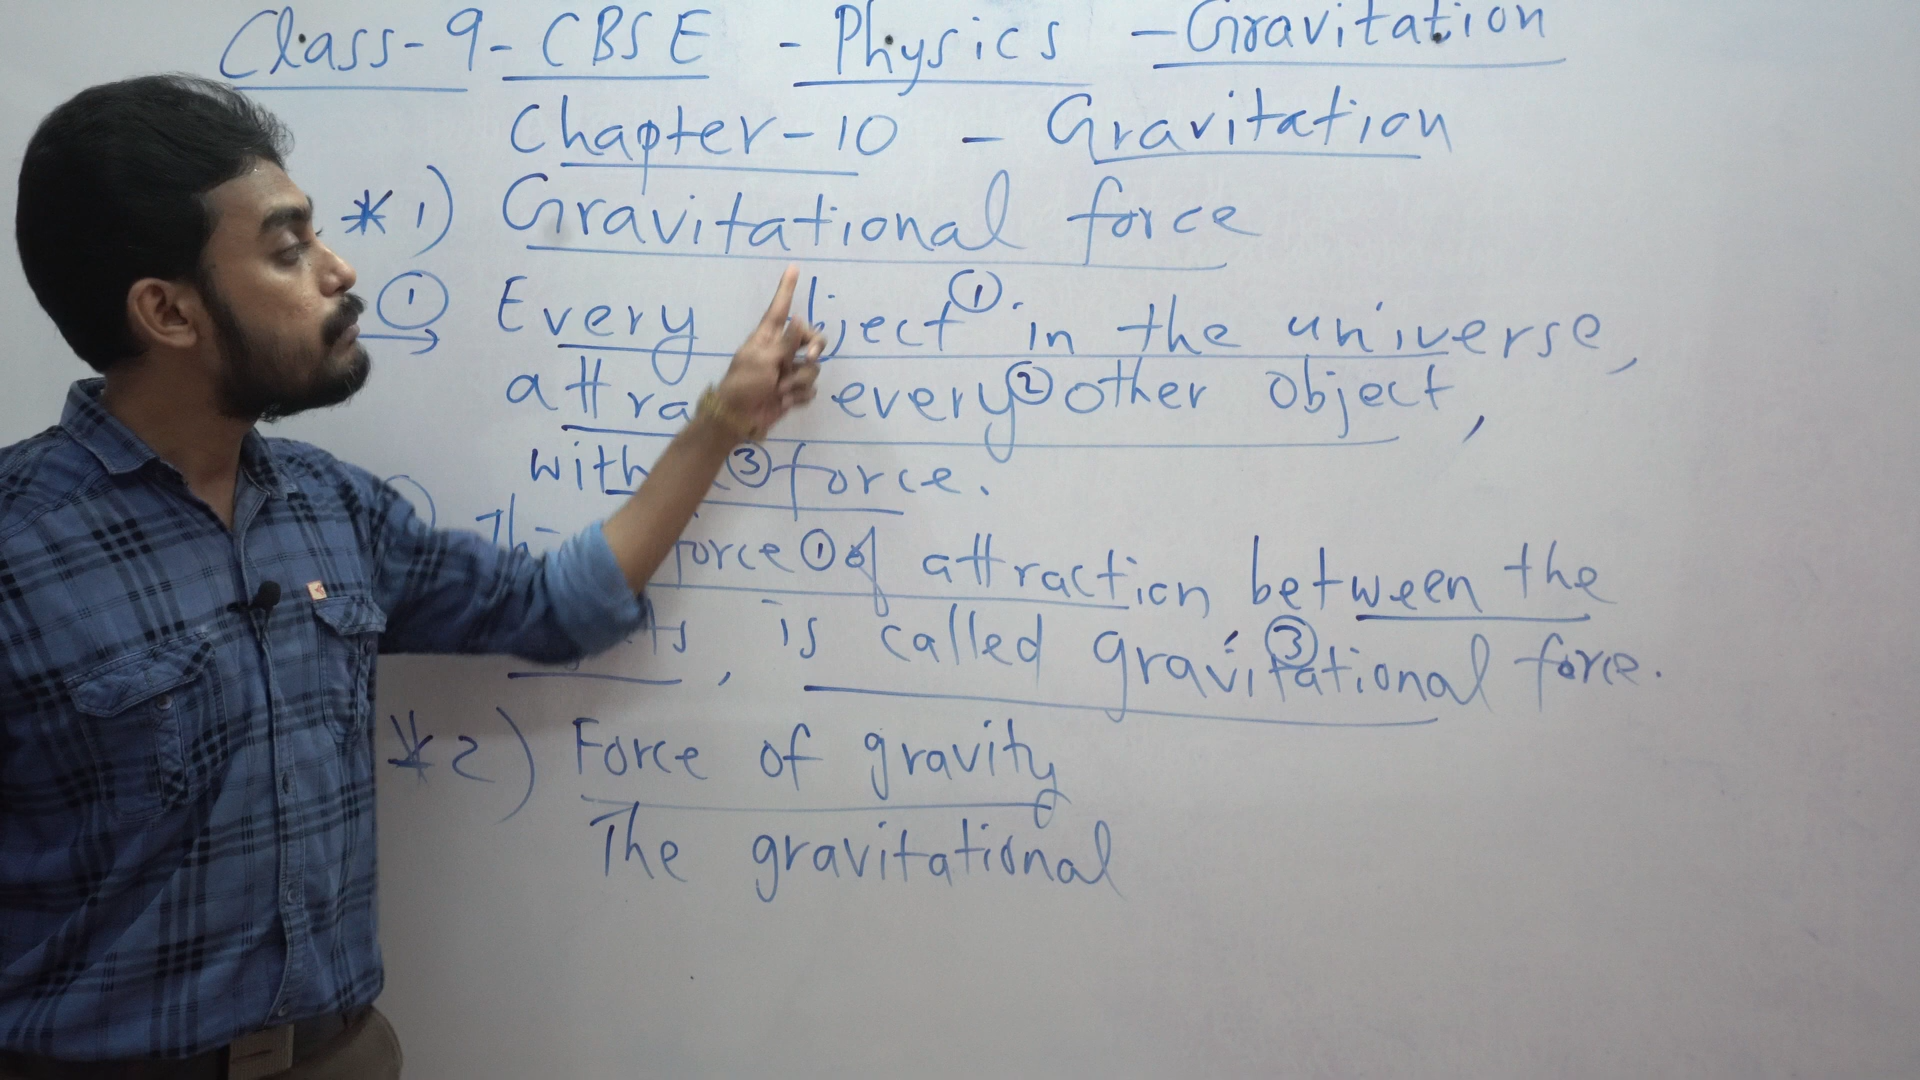 Class-9- CBSE - Physics - Gravitation
Chapter-10 - Gravitation
* 1) Gravitational force
① Every object ① in the universe,
every ② other object,
with ③ force.
force ① of attraction between the
, is called gravitational ③ force.
* 2) Force of gravity
The gravitational